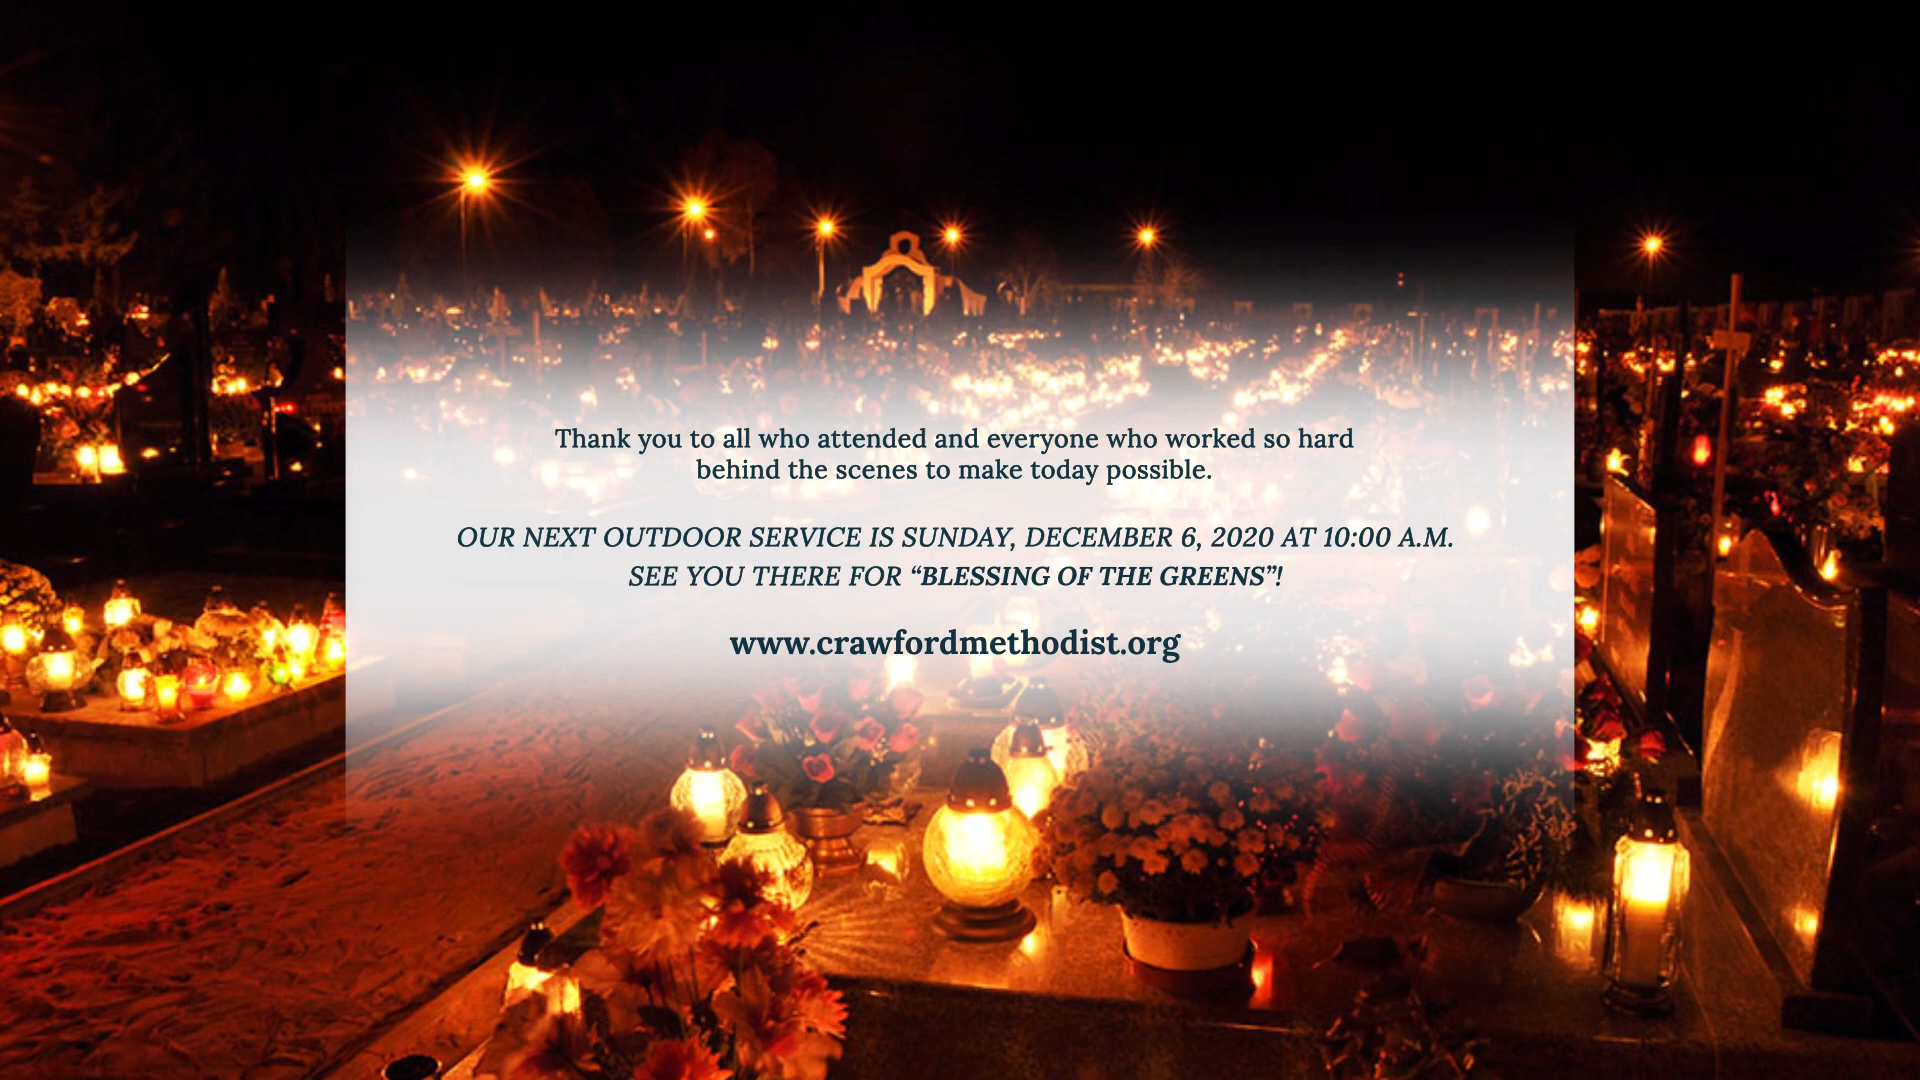 Thank you to all who attended and everyone who worked so hard
behind the scenes to make today possible.
OUR NEXT OUTDOOR SERVICE IS SUNDAY, DECEMBER 6, 2020 AT 10:00 A.M.
SEE YOU THERE FOR “BLESSING OF THE GREENS”!
www.crawfordmethodist.org